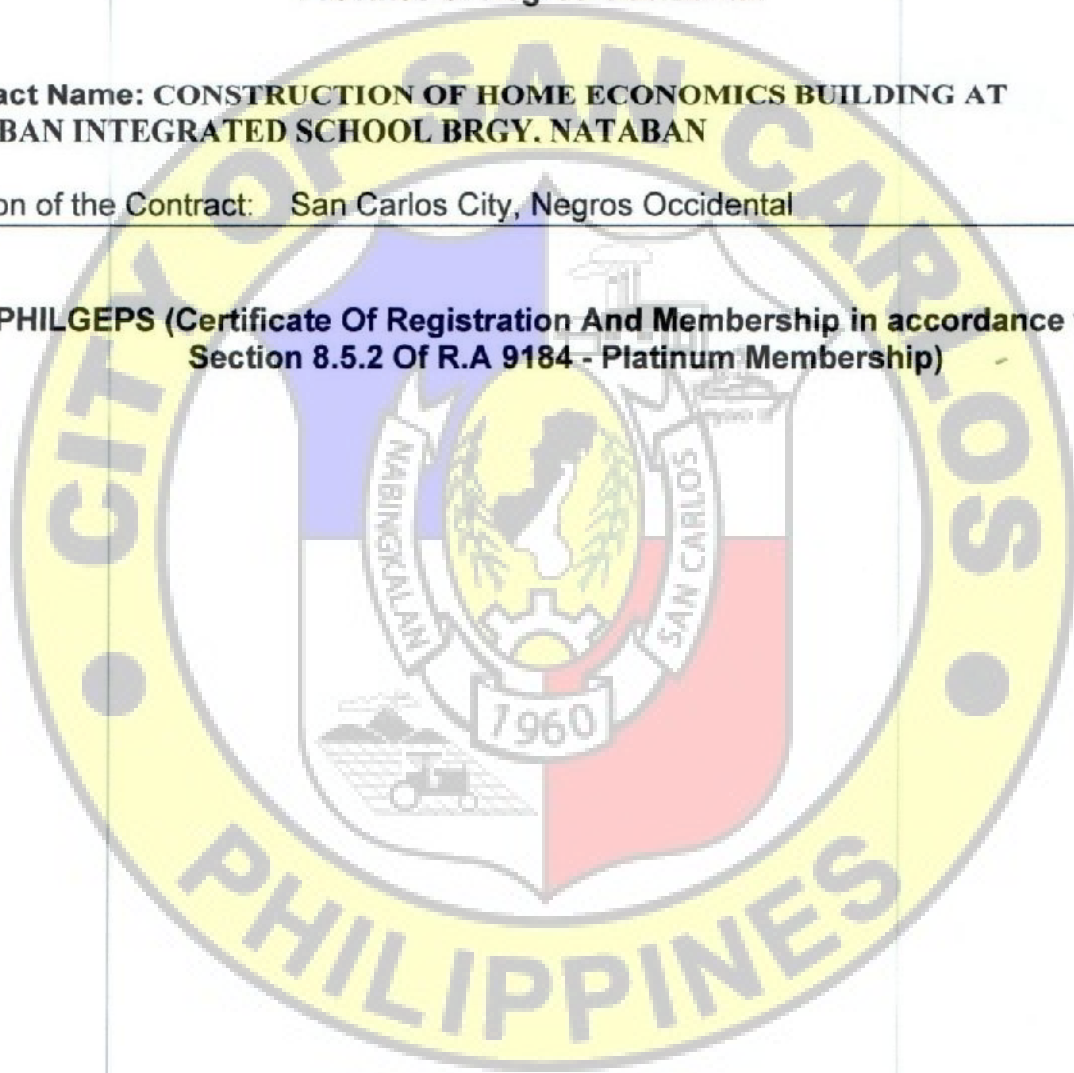 act Name: CONSTRUCTION OF HOME ECONOMICS BUILDING AT
BAN INTEGRATED SCHOOL BRGY. NATABAN
on of the Contract: San Carlos City, Negros Occidental
PHILGEPS (Certificate Of Registration And Membership in accordance
Section 8.5.2 Of R.A 9184 - Platinum Membership)
CITY OF SAN CARLOS
NABINGKALAN
SAN CARLOS
1960
PHILIPPINES